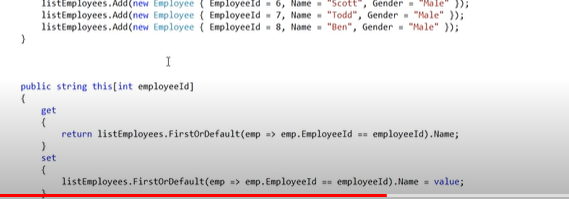 listEmployees.Add(new Employee { EmployeeId = 6, Name = "Scott", Gender = "Male" });
listEmployees.Add(new Employee { EmployeeId = 7, Name = "Todd", Gender = "Male" });
listEmployees.Add(new Employee { EmployeeId = 8, Name = "Ben", Gender = "Male" });
}
public string this[int employeeId]
{
get
{
return listEmployees.FirstOrDefault(emp => emp.EmployeeId == employeeId).Name;
}
set
{
listEmployees.FirstOrDefault(emp => emp.EmployeeId == employeeId).Name = value;
}